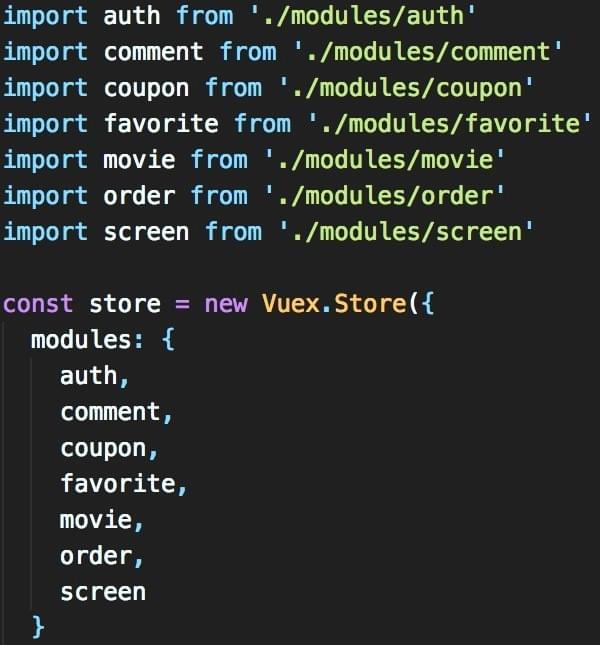 import auth from './modules/auth'
import comment from './modules/comment'
import coupon from './modules/coupon'
import favorite from './modules/favorite'
import movie from './modules/movie'
import order from './modules/order'
import screen from './modules/screen'

const store = new Vuex.Store({
  modules: {
    auth,
    comment,
    coupon,
    favorite,
    movie,
    order,
    screen
  }